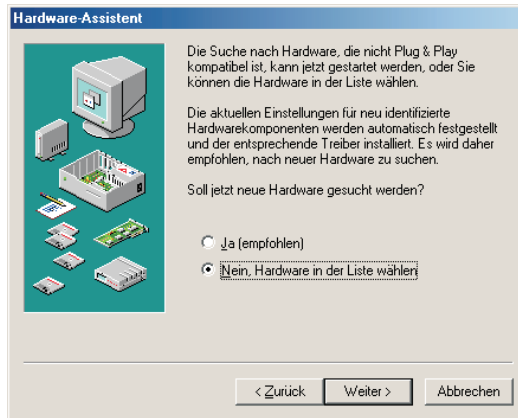 Hardware-Assistent
Die Suche nach Hardware, die nicht Plug & Play
kompatibel ist, kann jetzt gestartet werden, oder Sie
können die Hardware in der Liste wählen.
Die aktuellen Einstellungen für neu identifizierte
Hardwarekomponenten werden automatisch festgestellt
und der entsprechende Treiber installiert. Es wird daher
empfohlen, nach neuer Hardware zu suchen.
Soll jetzt neue Hardware gesucht werden?
Ja (empfohlen)
Nein, Hardware in der Liste wählen
< Zurück Weiter > Abbrechen